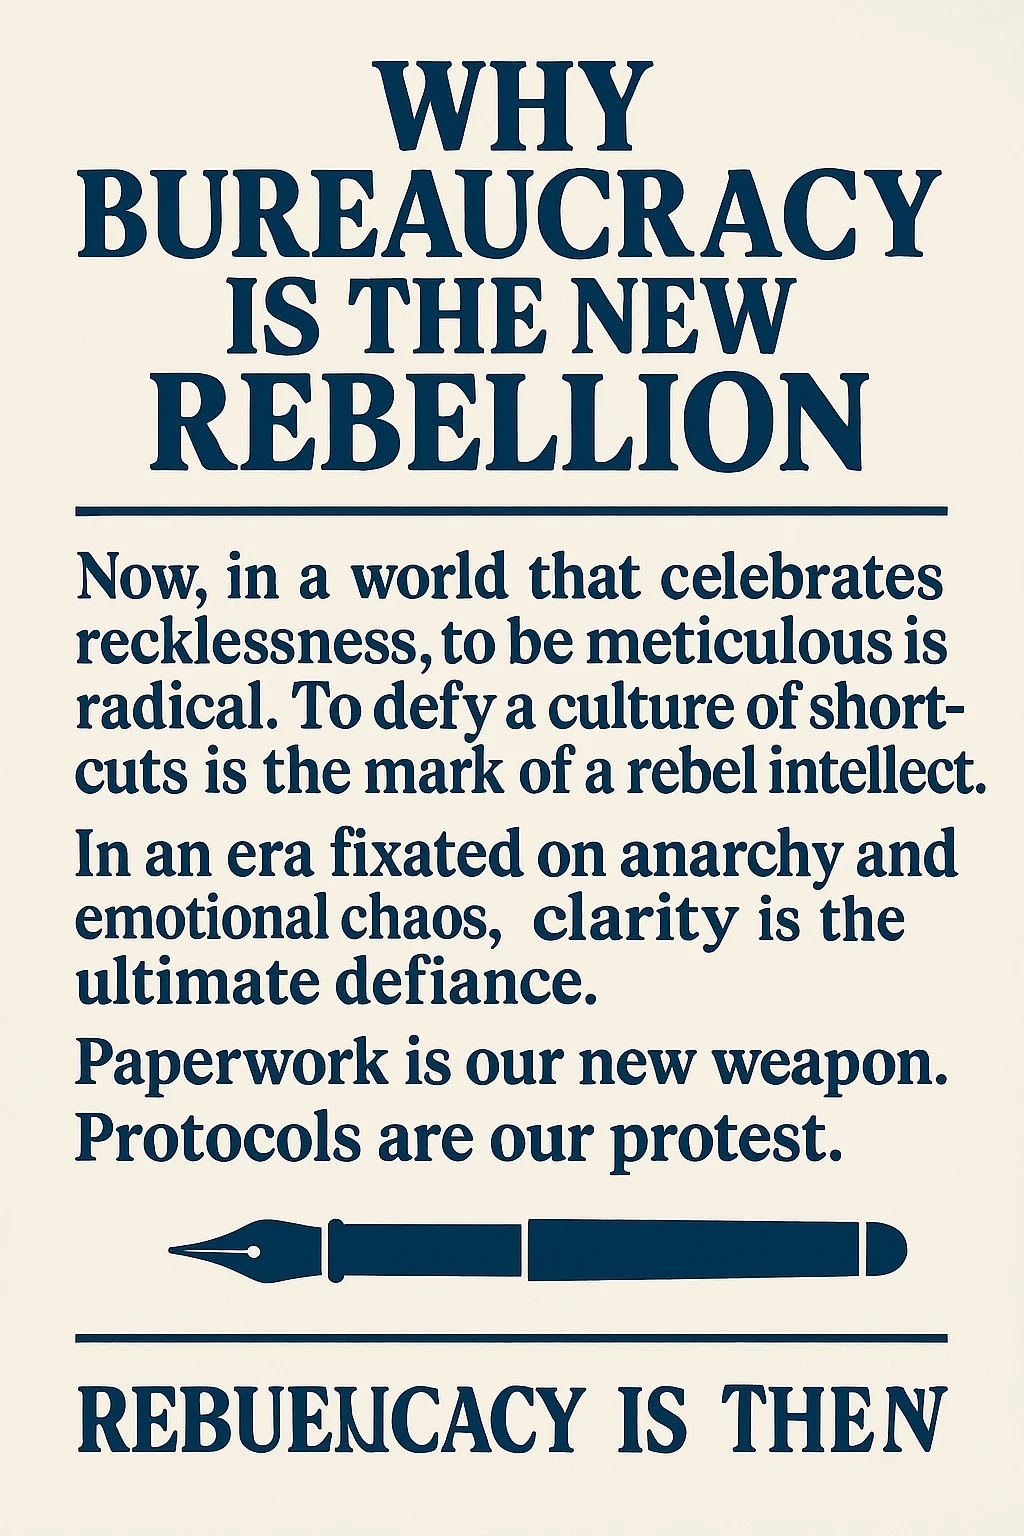 WHY
BUREAUCRACY
IS THE NEW
REBELLION
Now, in a world that celebrates
recklessness, to be meticulous is
radical. To defy a culture of short-
cuts is the mark of a rebel intellect.
In an era fixated on anarchy and
emotional chaos, clarity is the
ultimate defiance.
Paperwork is our new weapon.
Protocols are our protest.
REBUENCACY IS THEN